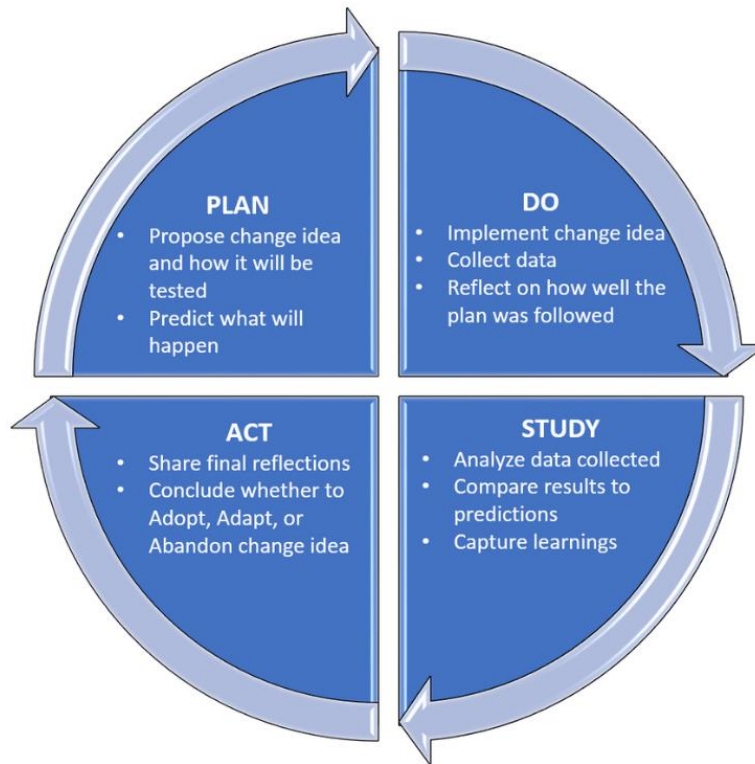 PLAN
• Propose change idea
and how it will be
tested
• Predict what will
happen
DO
• Implement change idea
• Collect data
• Reflect on how well the
plan was followed
ACT
• Share final reflections
• Conclude whether to
Adopt, Adapt, or
Abandon change idea
STUDY
• Analyze data collected
• Compare results to
predictions
• Capture learnings